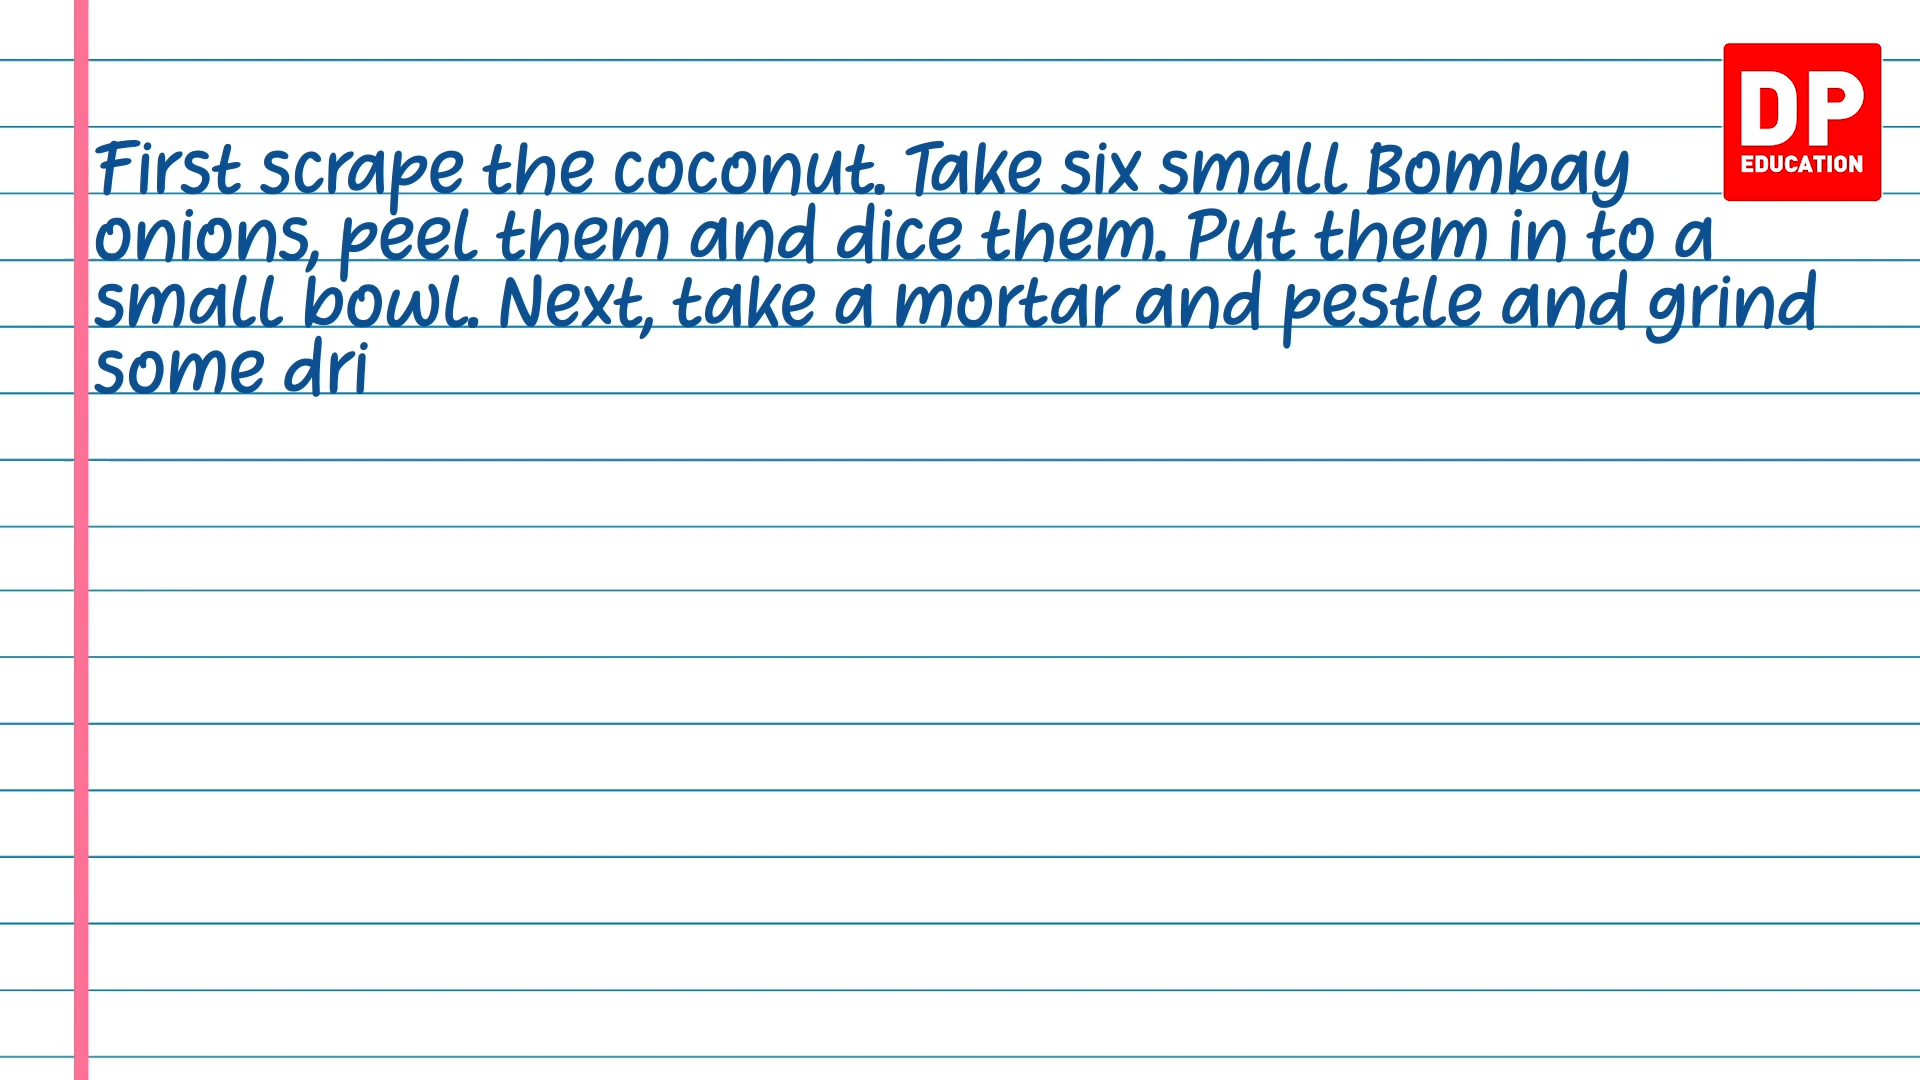 DP
EDUCATION
First scrape the coconut. Take six small Bombay
onions, peel them and dice them. Put them in to a
small bowl. Next, take a mortar and pestle and grind
some dri